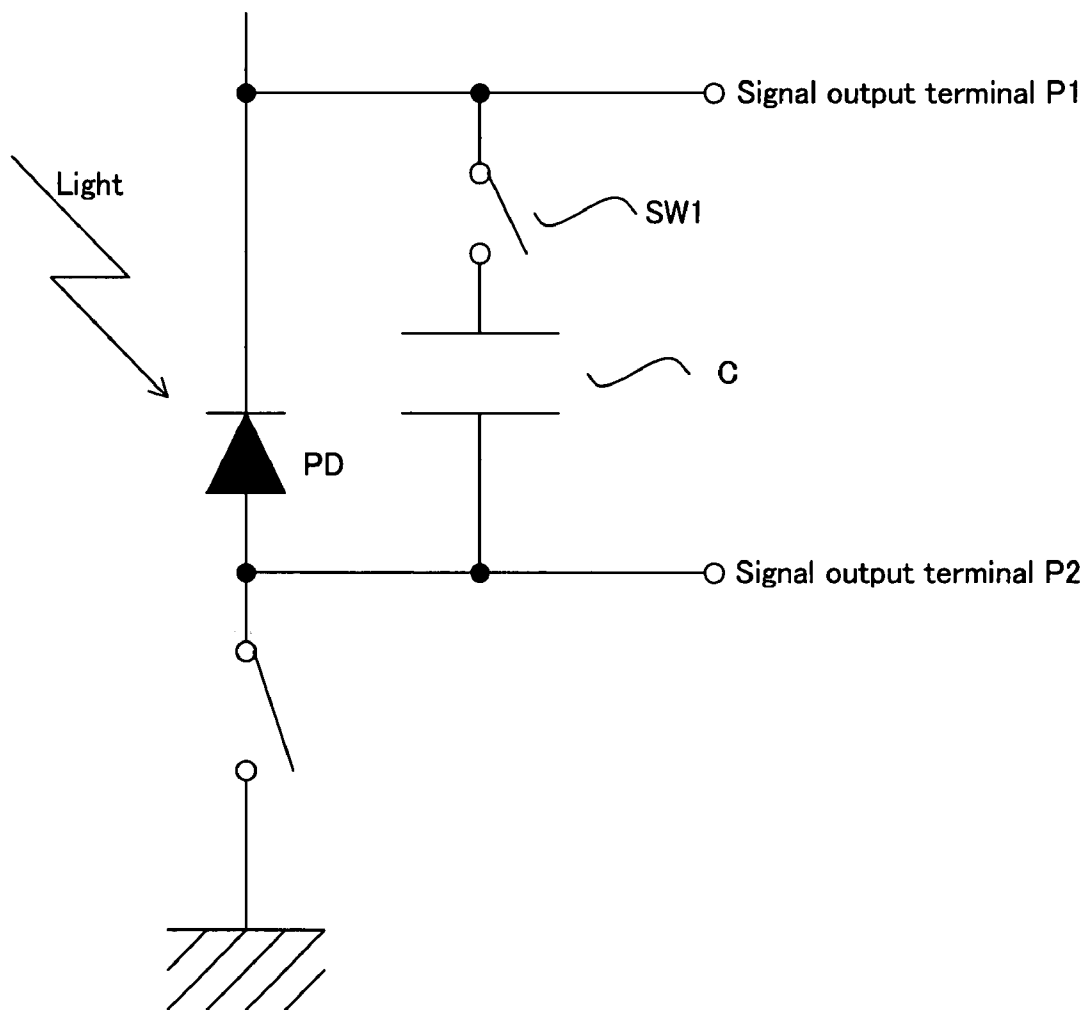 Signal output terminal P1
Light
SW1
C
PD
Signal output terminal P2